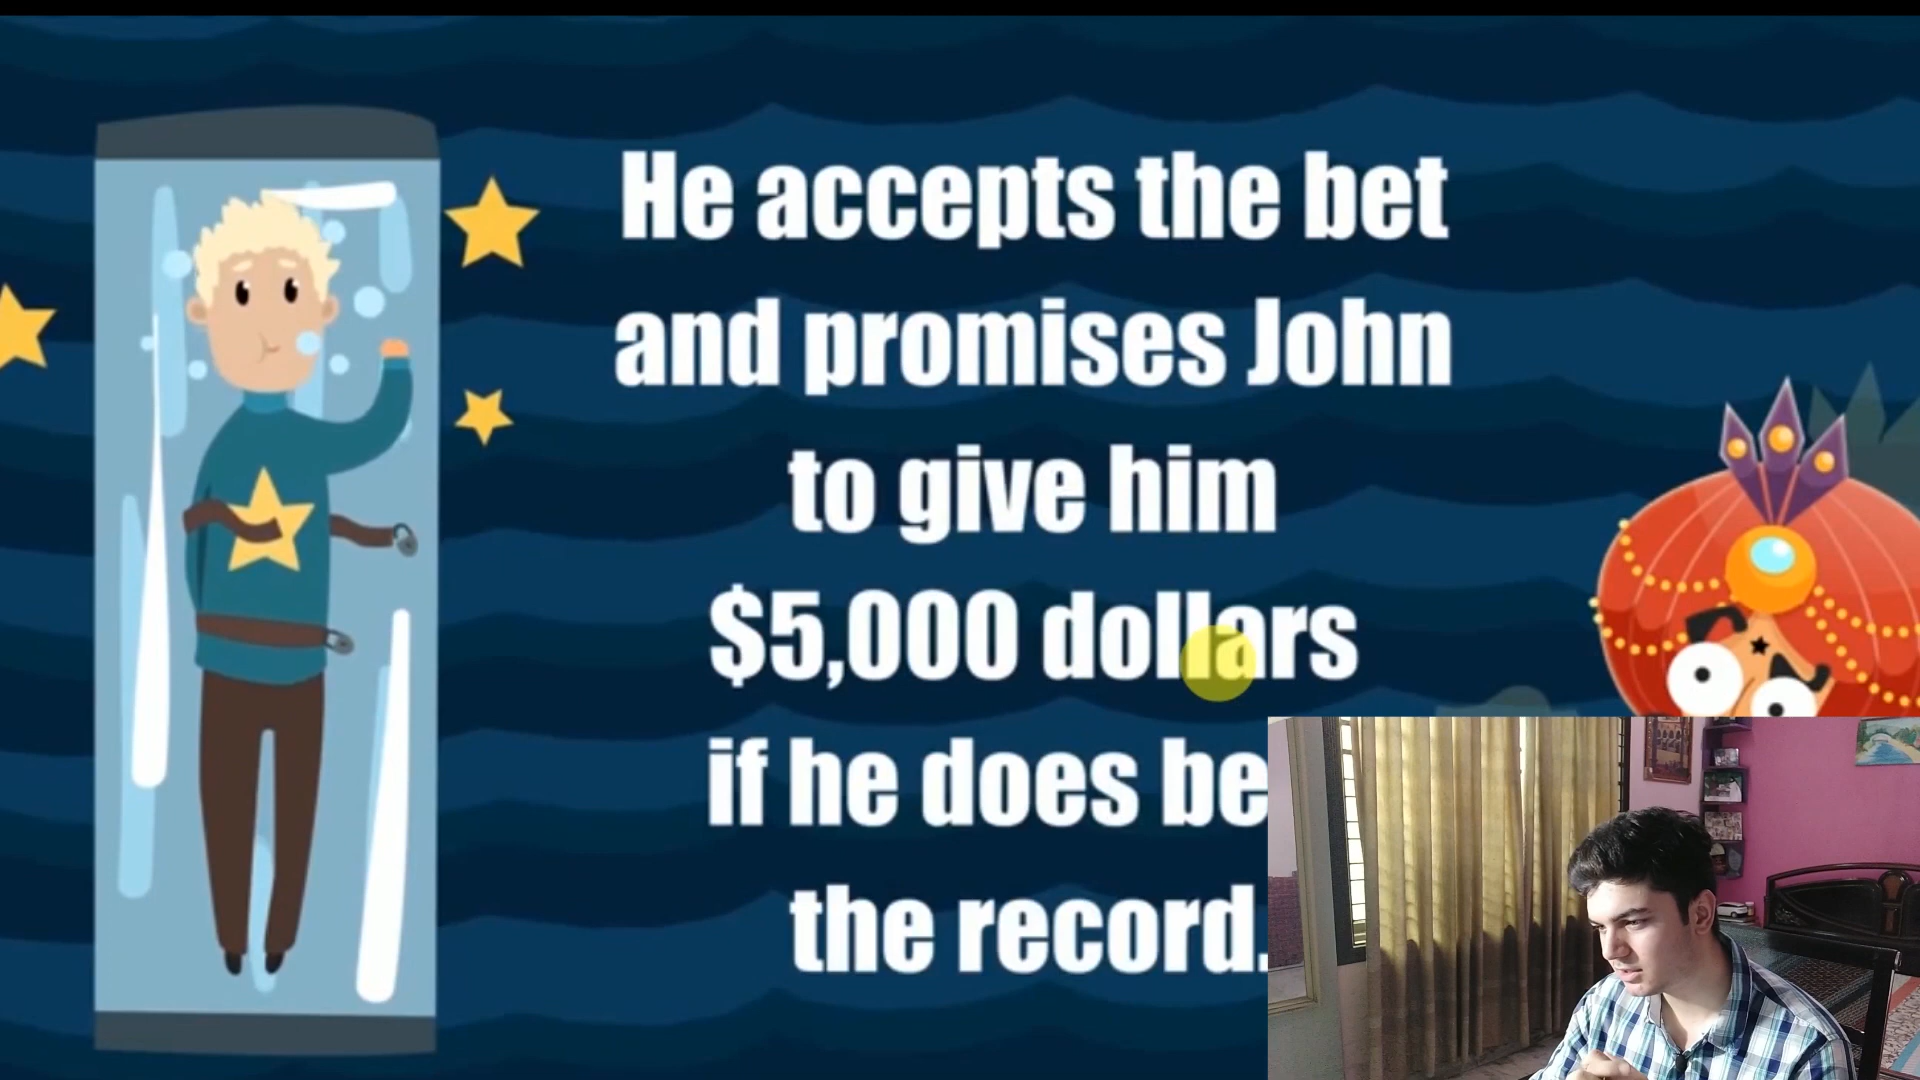 He accepts the bet
and promises John
to give him
$5,000 dollars
if he does be
the record.